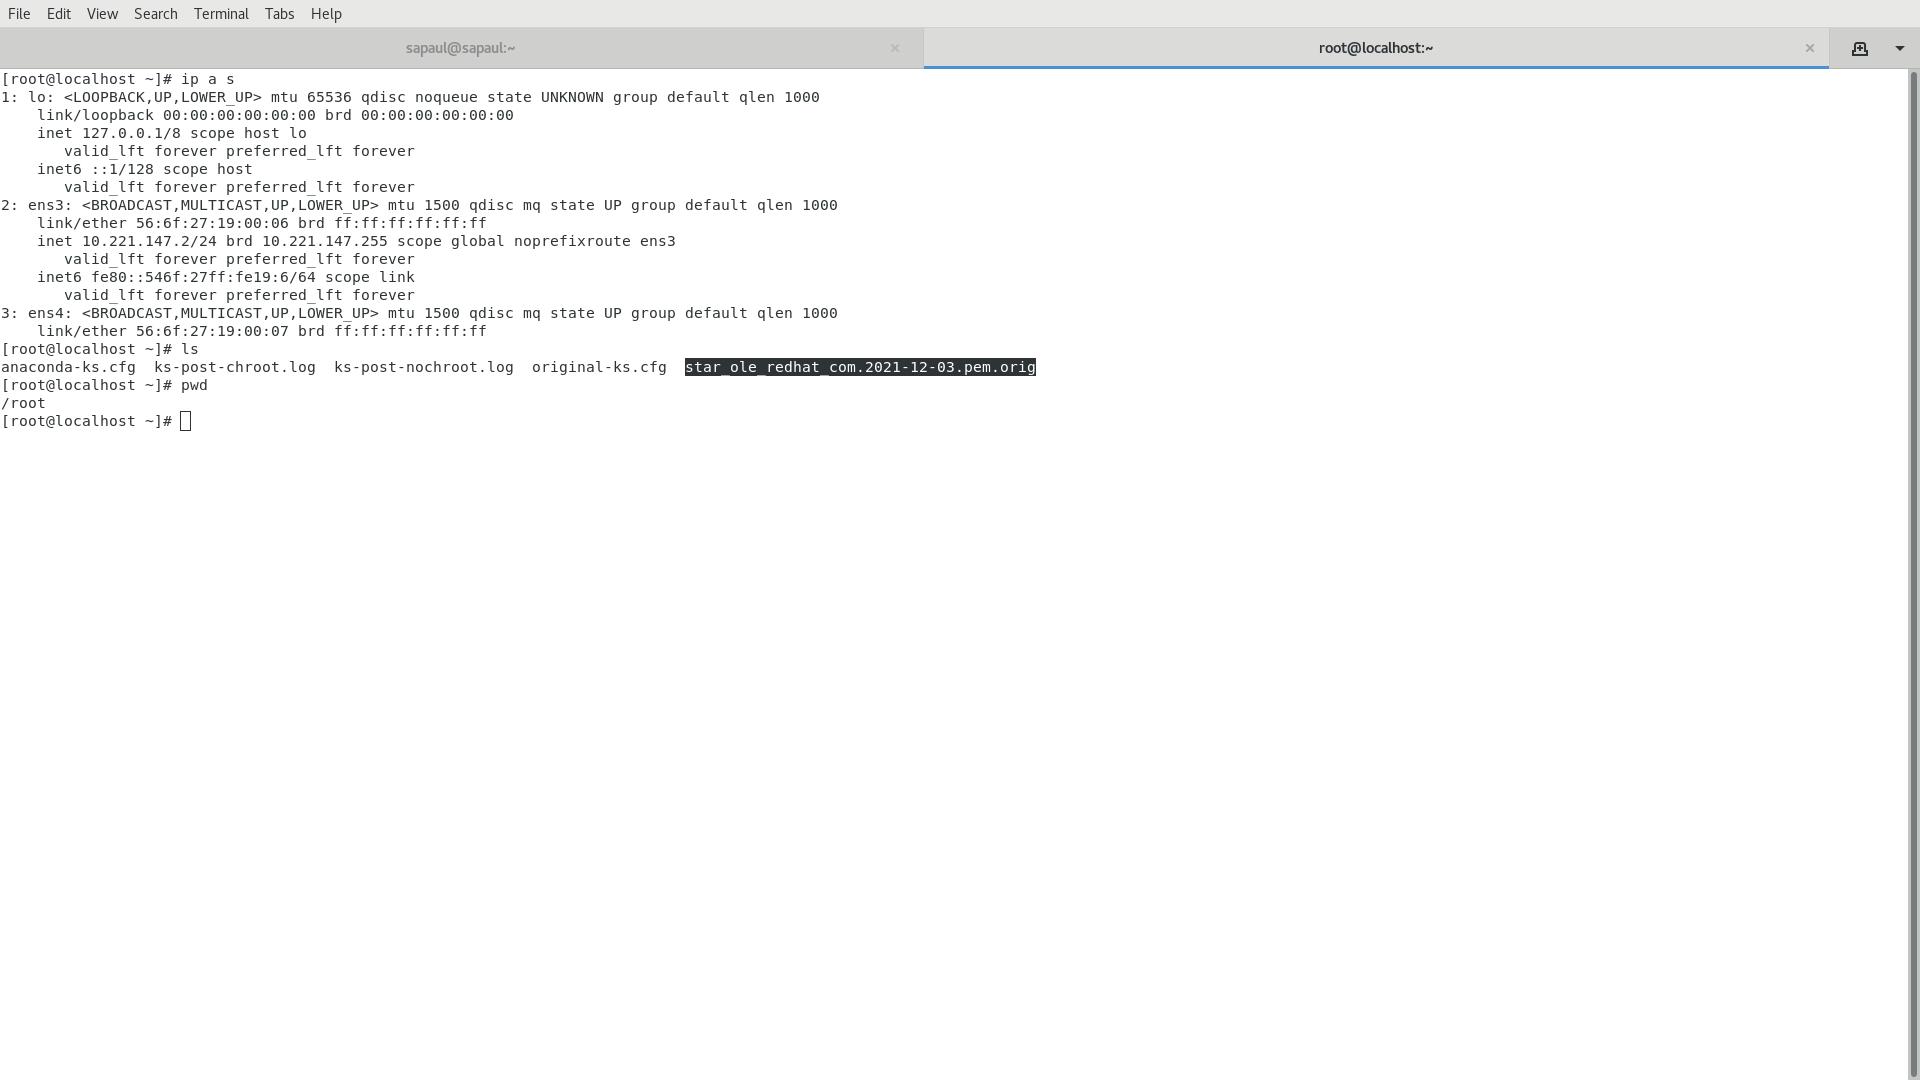 File Edit View Search Terminal Tabs Help
sapaul@sapaul:~ × root@localhost:~ ×
[root@localhost ~]# ip a s
1: lo: <LOOPBACK,UP,LOWER_UP> mtu 65536 qdisc noqueue state UNKNOWN group default qlen 1000
    link/loopback 00:00:00:00:00:00 brd 00:00:00:00:00:00
    inet 127.0.0.1/8 scope host lo
       valid_lft forever preferred_lft forever
    inet6 ::1/128 scope host
       valid_lft forever preferred_lft forever
2: ens3: <BROADCAST,MULTICAST,UP,LOWER_UP> mtu 1500 qdisc mq state UP group default qlen 1000
    link/ether 56:6f:27:19:00:06 brd ff:ff:ff:ff:ff:ff
    inet 10.221.147.2/24 brd 10.221.147.255 scope global noprefixroute ens3
       valid_lft forever preferred_lft forever
    inet6 fe80::546f:27ff:fe19:6/64 scope link
       valid_lft forever preferred_lft forever
3: ens4: <BROADCAST,MULTICAST,UP,LOWER_UP> mtu 1500 qdisc mq state UP group default qlen 1000
    link/ether 56:6f:27:19:00:07 brd ff:ff:ff:ff:ff:ff
[root@localhost ~]# ls
anaconda-ks.cfg  ks-post-chroot.log  ks-post-nochroot.log  original-ks.cfg  star_ole_redhat_com.2021-12-03.pem.orig
[root@localhost ~]# pwd
/root
[root@localhost ~]#